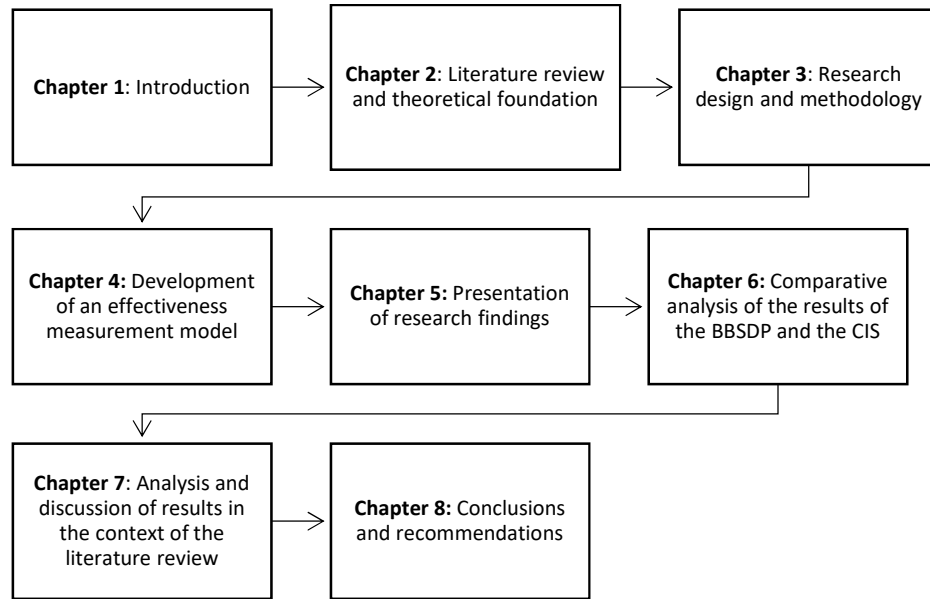 Chapter 1: Introduction
Chapter 2: Literature review
and theoretical foundation
Chapter 3: Research
design and methodology
Chapter 4: Development
of an effectiveness
measurement model
Chapter 5: Presentation
of research findings
Chapter 6: Comparative
analysis of the results of
the BBSDP and the CIS
Chapter 7: Analysis and
discussion of results in
the context of the
literature review
Chapter 8: Conclusions
and recommendations